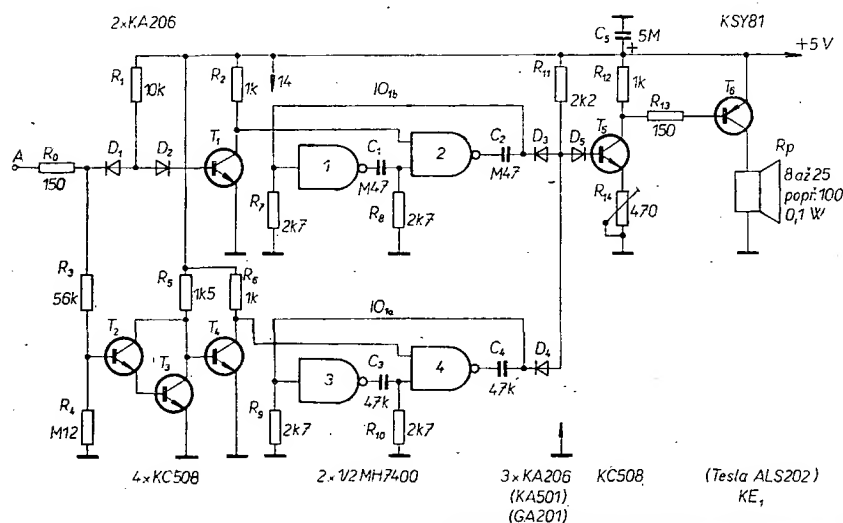 2×KA206
C5 5M
KSY81
+5V
R1
10k
R2
1k
14
IO1b
R11
2k2
R12
1k
R13
150
T6
A
R0
150
D1
D2
T1
1
C1
M47
2
C2
M47
D3
D5
T5
Rp
8 až 25
popř. 100
0,1 W
R7
2k7
R8
2k7
R14
470
R3
56k
R5
1k5
R6
1k
T2
T3
T4
IO1a
3
C3
47k
4
C4
47k
D4
R4
M12
R9
2k7
R10
2k7
4×KC508
2×1/2 MH7400
3×KA206
KC508
(Tesla ALS202)
(KA501)
KE1
(GA201)